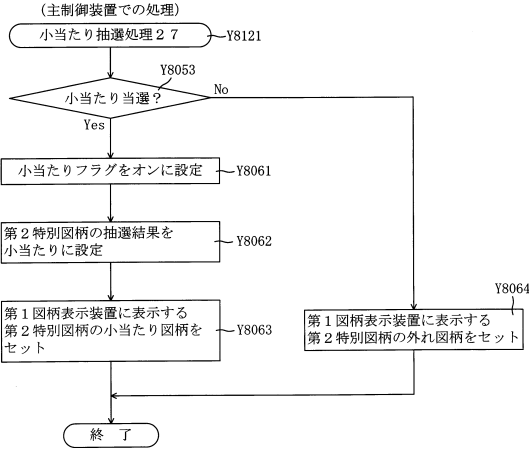 (主制御装置での処理)
小当たり抽選処理２７
Y8121
Y8053
小当たり当選？
No
Yes
小当たりフラグをオンに設定
Y8061
第２特別図柄の抽選結果を
小当たりに設定
Y8062
第１図柄表示装置に表示する
第２特別図柄の小当たり図柄を
セット
Y8063
Y8064
第１図柄表示装置に表示する
第２特別図柄の外れ図柄をセット
終　了